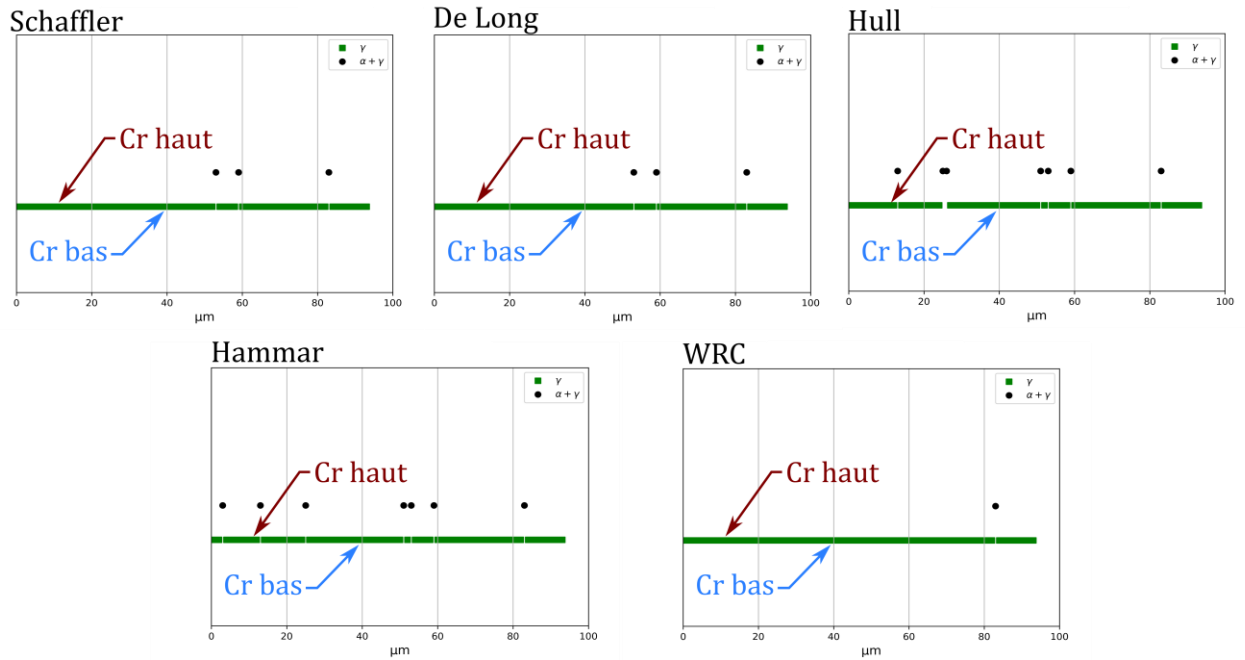 Schaffler
γ
α + γ
Cr haut
Cr bas
0 20 40 60 80 100
μm
De Long
γ
α + γ
Cr haut
Cr bas
0 20 40 60 80 100
μm
Hull
γ
α + γ
Cr haut
Cr bas
0 20 40 60 80 100
μm
Hammar
γ
α + γ
Cr haut
Cr bas
0 20 40 60 80 100
μm
WRC
γ
α + γ
Cr haut
Cr bas
0 20 40 60 80 100
μm